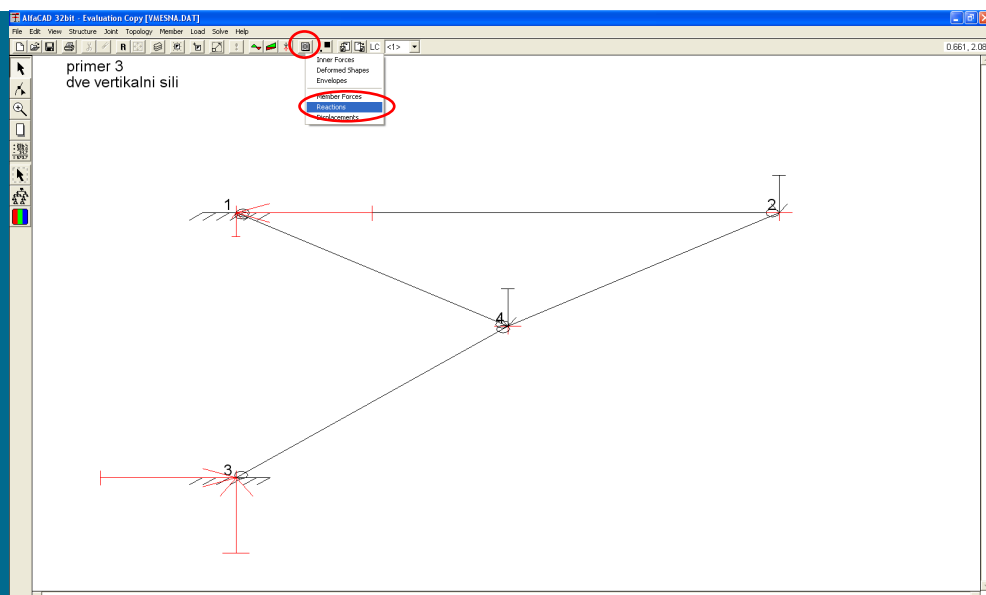 AlfaCAD 32bit - Evaluation Copy [VMESNA.DAT]
File Edit View Structure Joint Topology Member Load Solve Help
R LC <1> 0.661, 2.08
primer 3
dve vertikalni sili
Inner Forces
Deformed Shapes
Envelopes
Member Forces
Reactions
Displacements
1
2
4
3